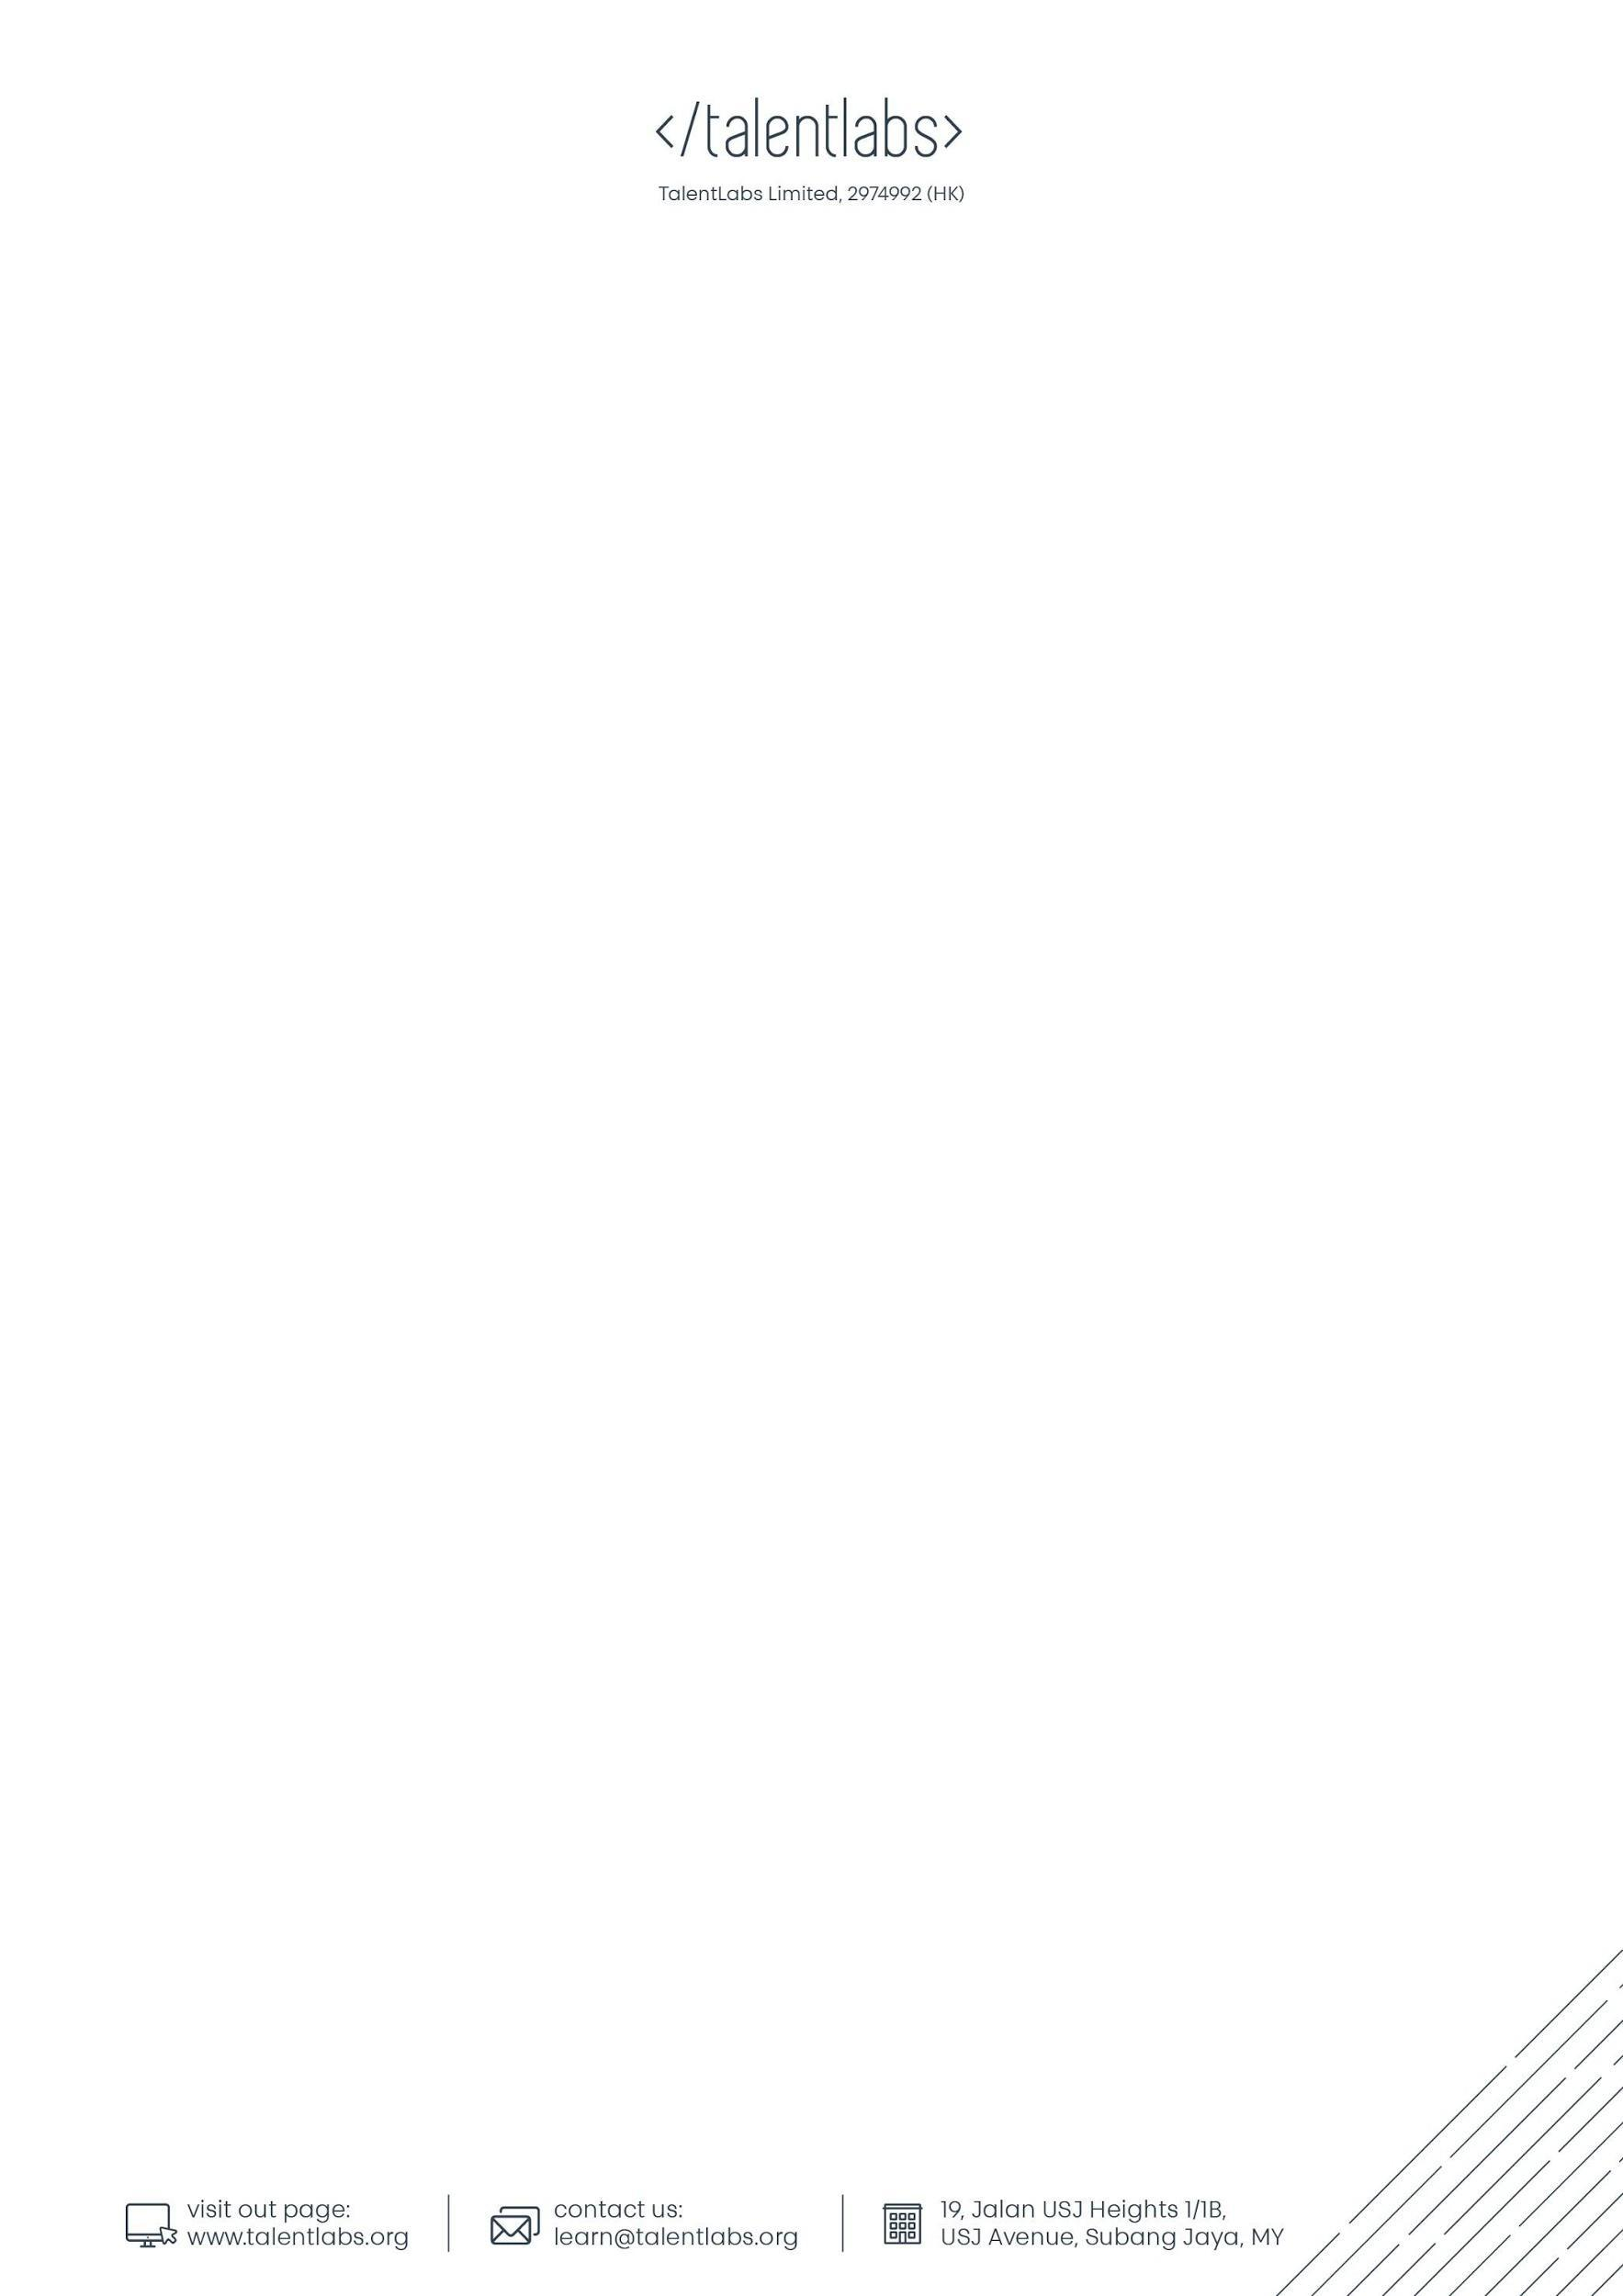 </talentlabs>
TalentLabs Limited, 2974992 (HK)
visit out page:
www.talentlabs.org
contact us:
learn@talentlabs.org
19, Jalan USJ Heights 1/1B,
USJ Avenue, Subang Jaya, MY